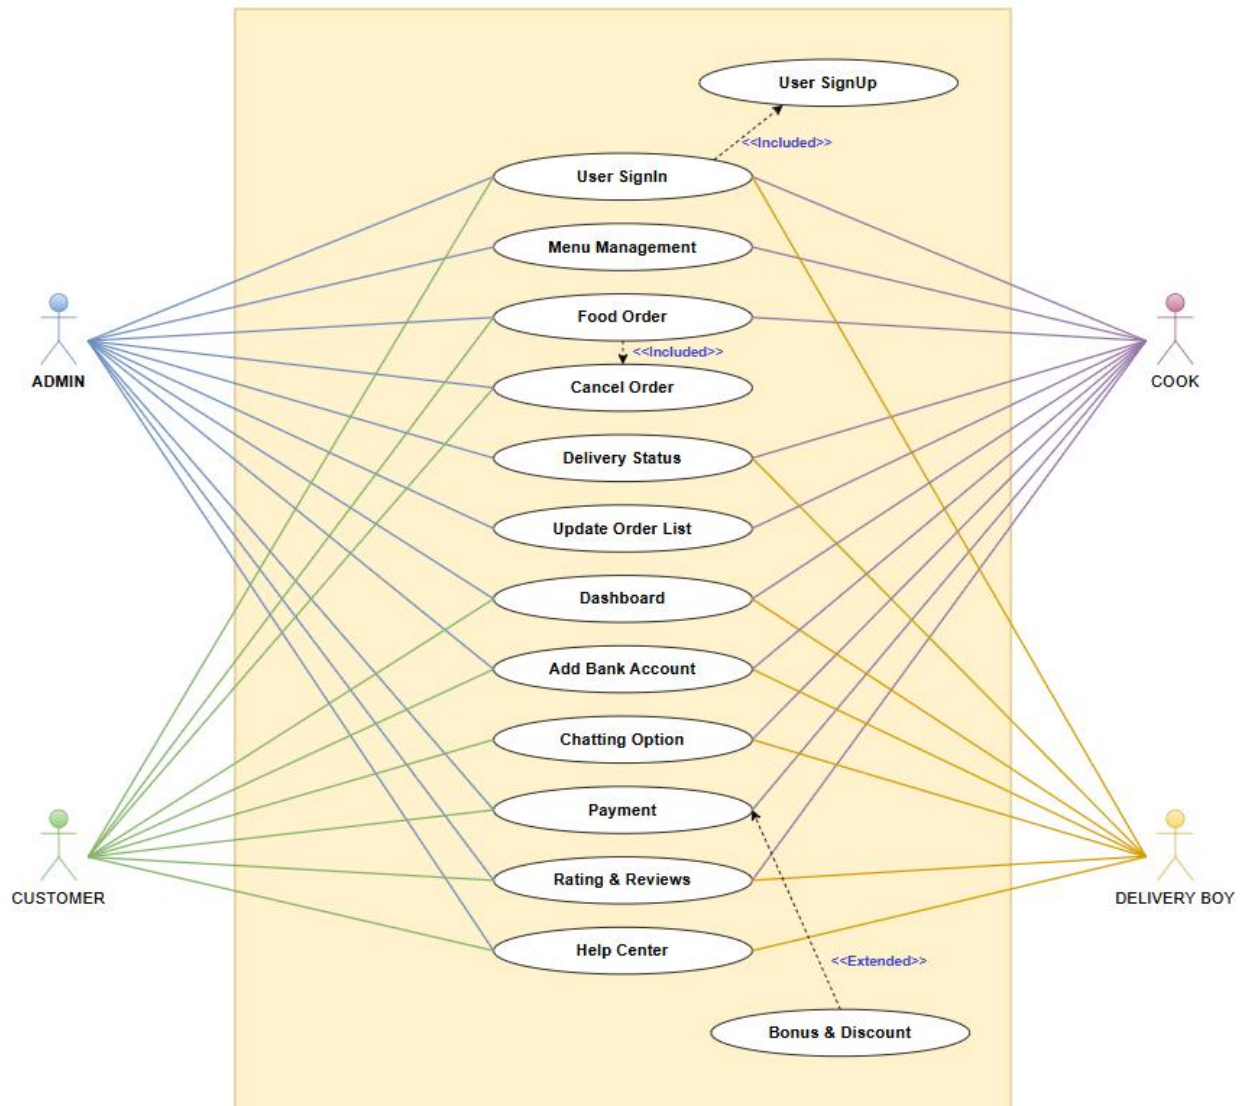 User SignUp
<<Included>>
User SignIn
Menu Management
Food Order
<<Included>>
ADMIN
COOK
Cancel Order
Delivery Status
Update Order List
Dashboard
Add Bank Account
Chatting Option
Payment
Rating & Reviews
CUSTOMER
DELIVERY BOY
Help Center
<<Extended>>
Bonus & Discount